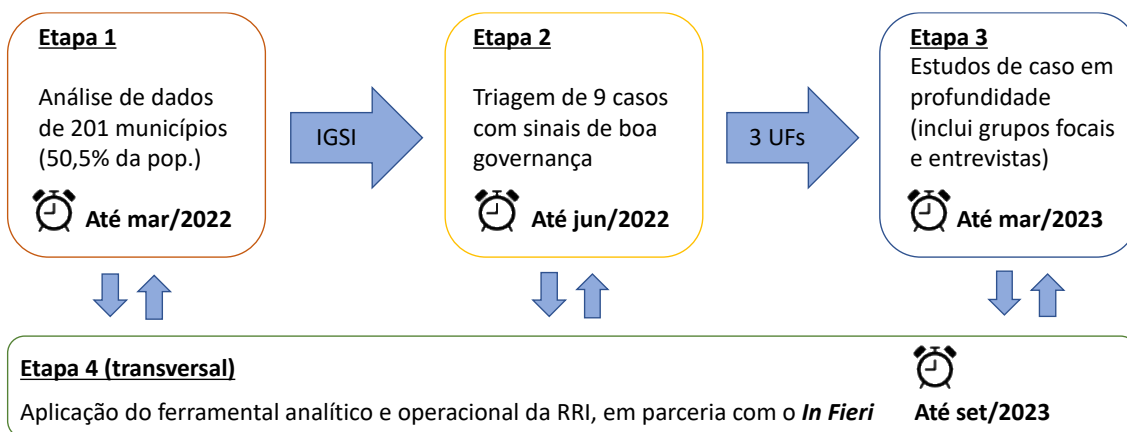 Etapa 1
Análise de dados
de 201 municípios
(50,5% da pop.)
Até mar/2022
IGSI
Etapa 2
Triagem de 9 casos
com sinais de boa
governança
Até jun/2022
3 UFs
Etapa 3
Estudos de caso em
profundidade
(inclui grupos focais
e entrevistas)
Até mar/2023
Etapa 4 (transversal)
Aplicação do ferramental analítico e operacional da RRI, em parceria com o In Fieri
Até set/2023